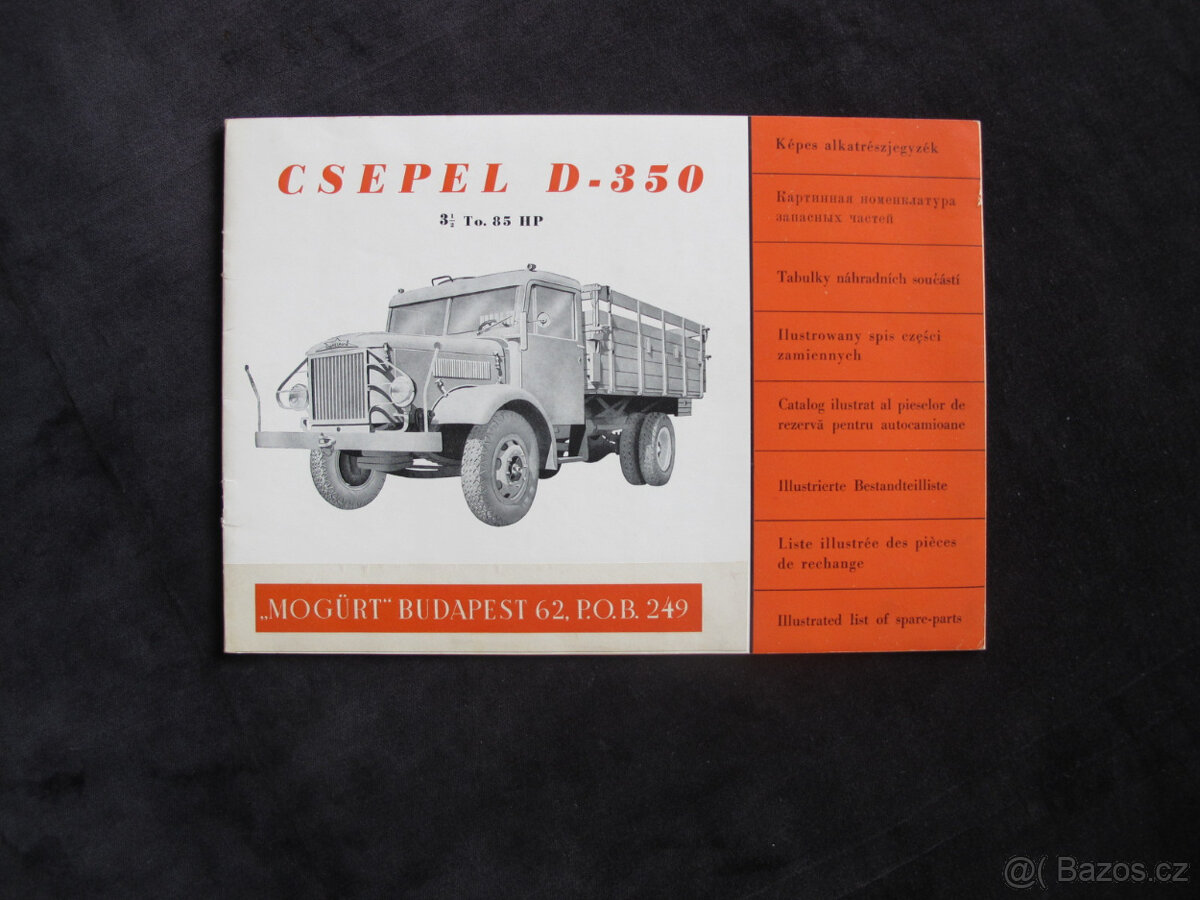 CSEPEL D-350
3½ To. 85 HP
„MOGÜRT" BUDAPEST 62, P.O.B. 249
Képes alkatrészjegyzék
Картинная номенклатура
запасных частей
Tabulky náhradních součástí
Ilustrowany spis części
zamiennych
Catalog ilustrat al pieselor de
rezervă pentru autocamioane
Illustrierte Bestandteilliste
Liste illustrée des pièces
de rechange
Illustrated list of spare-parts
@( Bazos.cz